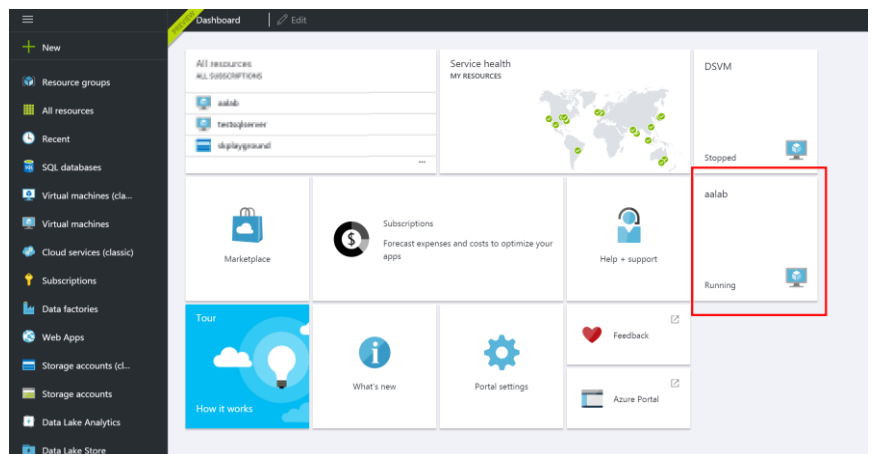 PREVIEW
Dashboard
Edit
New
Resource groups
All resources
Recent
SQL databases
Virtual machines (cla...
Virtual machines
Cloud services (classic)
Subscriptions
Data factories
Web Apps
Storage accounts (cl...
Storage accounts
Data Lake Analytics
Data Lake Store
All resources
ALL SUBSCRIPTIONS
aalab
testsqlserver
skplayground
...
Service health
MY RESOURCES
DSVM
Stopped
aalab
Running
Marketplace
Subscriptions
Forecast expenses and costs to optimize your
apps
Help + support
Tour
How it works
What's new
Portal settings
Feedback
Azure Portal